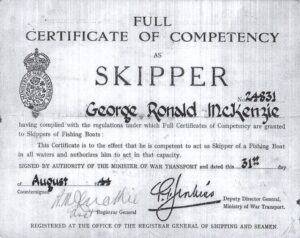 FULL
CERTIFICATE OF COMPETENCY
AS
SKIPPER
No. 24831
George Ronald McKenzie
having complied with the regulations under which Full Certificates of Competency are granted
to Skippers of Fishing Boats:
This Certificate is to the effect that he is competent to act as Skipper of a Fishing Boat
in all waters and authorizes him to act in that capacity.
SIGNED BY AUTHORITY OF THE MINISTER OF WAR TRANSPORT and dated this 31st day
of August 44
Countersigned
Registrar General
Deputy Director General,
Ministry of War Transport.
REGISTERED AT THE OFFICE OF THE REGISTRAR GENERAL OF SHIPPING AND SEAMEN.